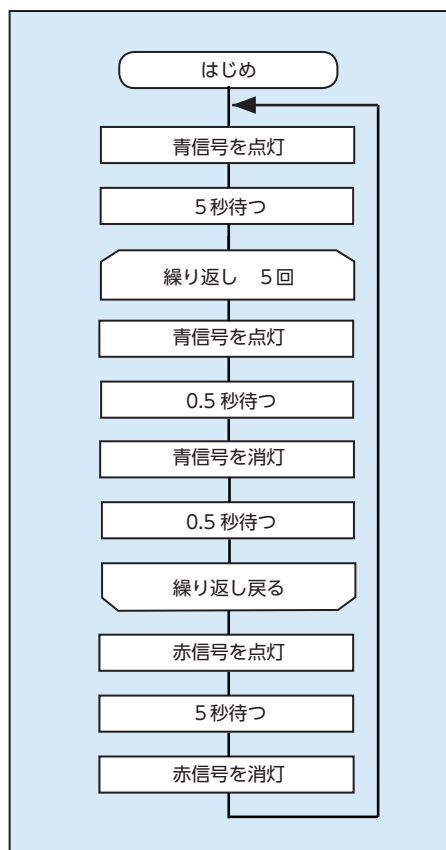 はじめ
青信号を点灯
5秒待つ
繰り返し　5回
青信号を点灯
0.5秒待つ
青信号を消灯
0.5秒待つ
繰り返し戻る
赤信号を点灯
5秒待つ
赤信号を消灯